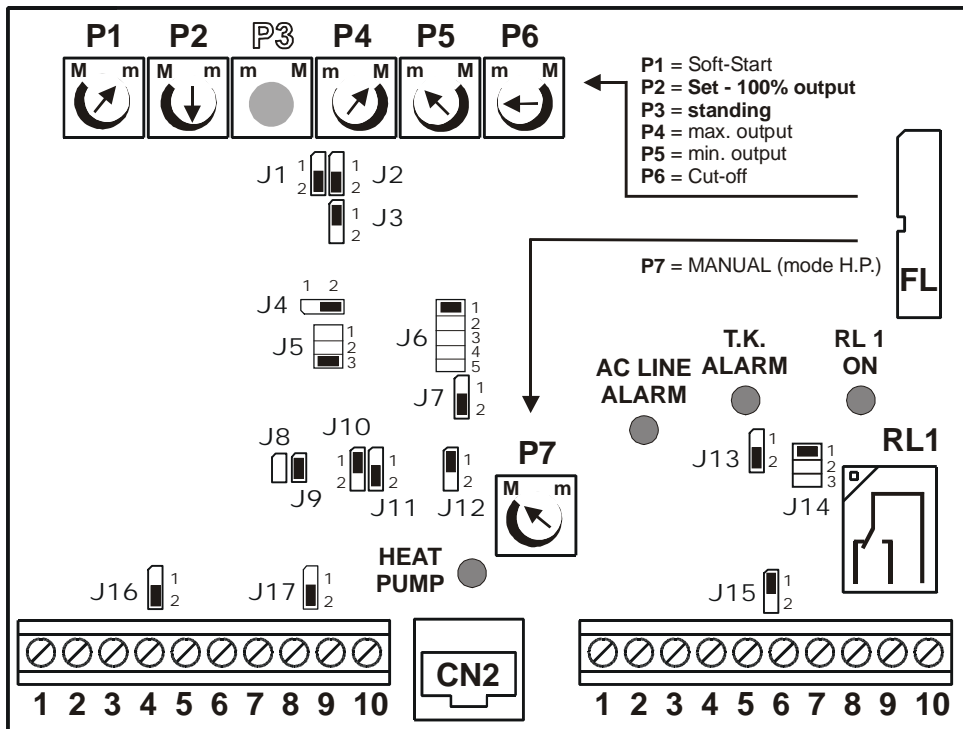 P1 P2 P3 P4 P5 P6
M m M m m M m M M m m M
P1 = Soft-Start
P2 = Set - 100% output
P3 = standing
P4 = max. output
P5 = min. output
P6 = Cut-off
J1 1 2 1 2 J2
1 2 J3
P7 = MANUAL (mode H.P.)
FL
1 2
J4
J5 1 2 3
J6 1 2 3 4 5
J7 1 2
AC LINE ALARM
T.K. ALARM
RL 1 ON
J8
J9
J10 1 2
1 2 J11
1 2 J12
P7
M m
J13 1 2
1 2 3 J14
RL1
HEAT PUMP
J16 1 2
J17 1 2
J15 1 2
1 2 3 4 5 6 7 8 9 10
CN2
1 2 3 4 5 6 7 8 9 10